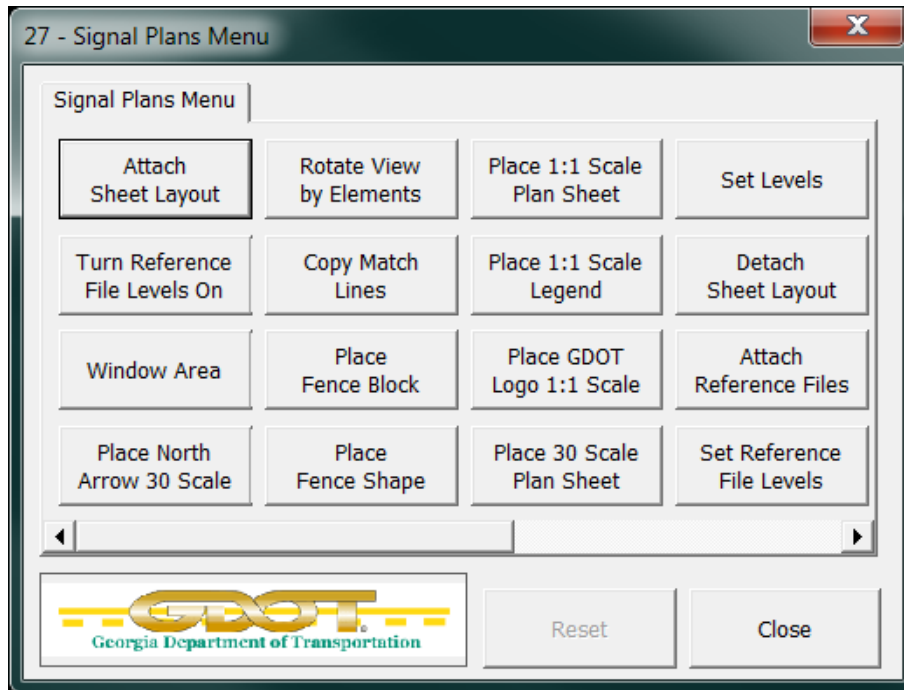 27 - Signal Plans Menu
X
Signal Plans Menu
Attach
Sheet Layout
Rotate View
by Elements
Place 1:1 Scale
Plan Sheet
Set Levels
Turn Reference
File Levels On
Copy Match
Lines
Place 1:1 Scale
Legend
Detach
Sheet Layout
Window Area
Place
Fence Block
Place GDOT
Logo 1:1 Scale
Attach
Reference Files
Place North
Arrow 30 Scale
Place
Fence Shape
Place 30 Scale
Plan Sheet
Set Reference
File Levels
GDOT®
Georgia Department of Transportation
Reset
Close